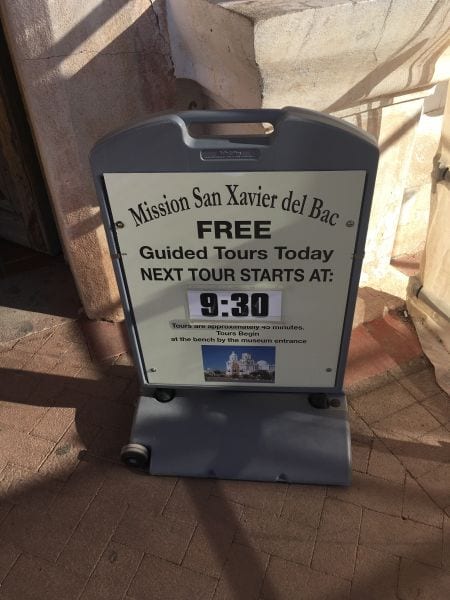 Mission San Xavier del Bac
FREE
Guided Tours Today
NEXT TOUR STARTS AT:
9:30
Tours are approximately 45 minutes.
Tours Begin
at the bench by the museum entrance